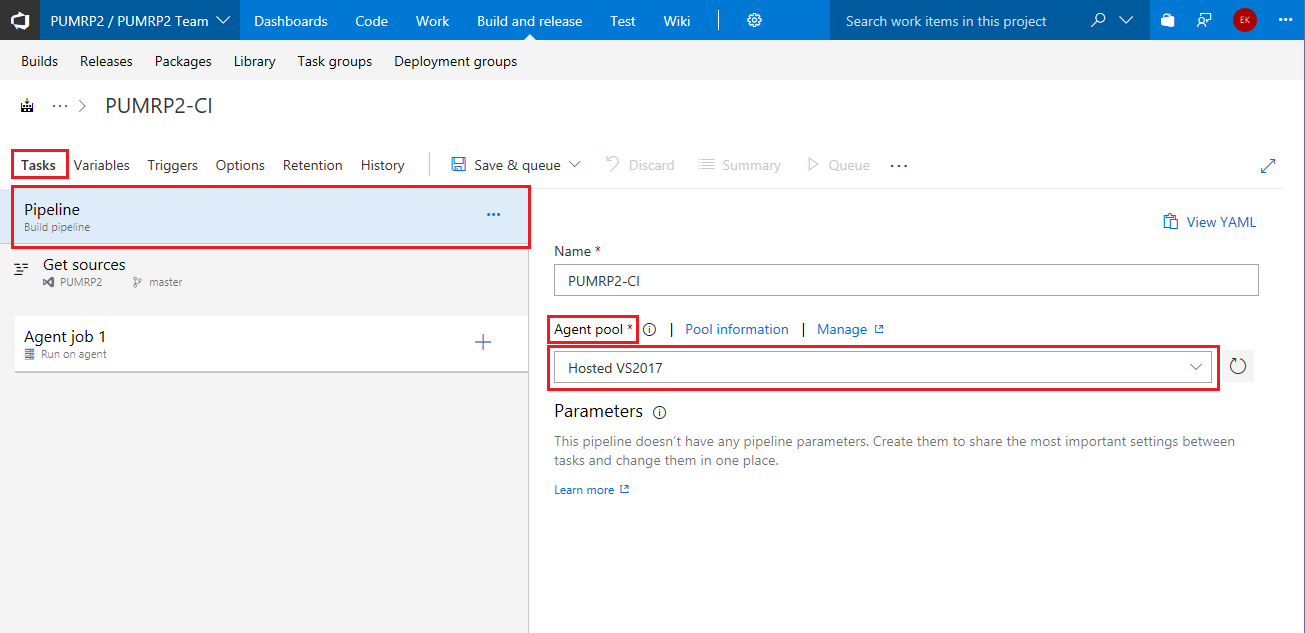 PUMRP2 / PUMRP2 Team Dashboards Code Work Build and release Test Wiki Search work items in this project EK
Builds Releases Packages Library Task groups Deployment groups
PUMRP2-CI
Tasks Variables Triggers Options Retention History Save & queue Discard Summary Queue
Pipeline
Build pipeline
View YAML
Get sources
PUMRP2 master
Name *
PUMRP2-CI
Agent job 1
Run on agent
Agent pool * | Pool information | Manage
Hosted VS2017
Parameters
This pipeline doesn't have any pipeline parameters. Create them to share the most important settings between
tasks and change them in one place.
Learn more